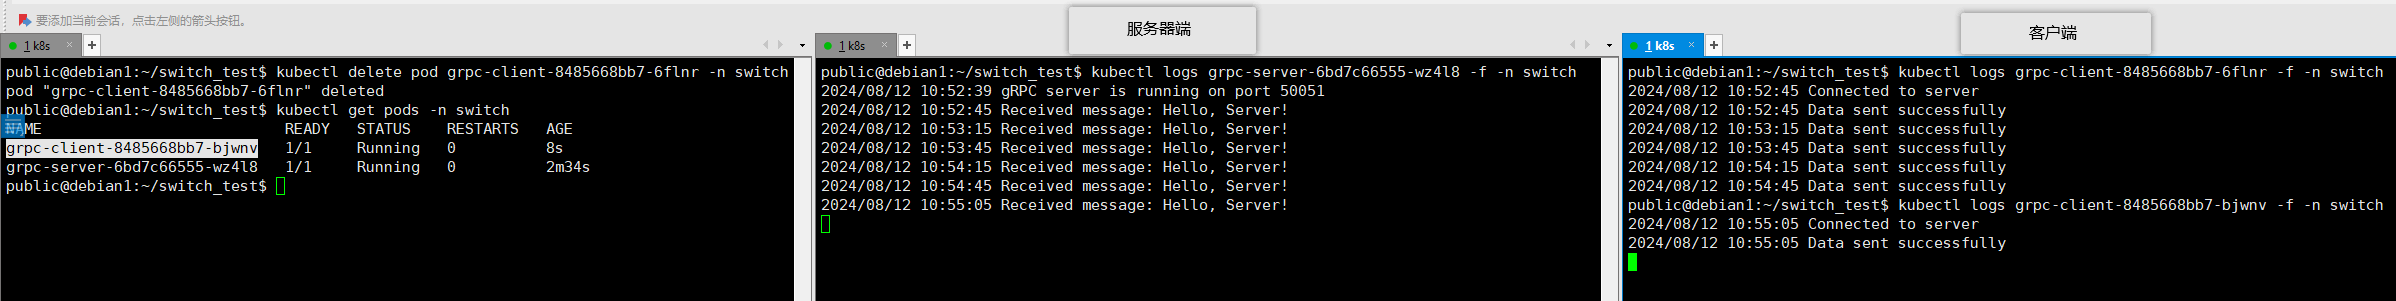 要添加当前会话，点击左侧的箭头按钮。
服务器端
客户端
1 k8s
public@debian1:~/switch_test$ kubectl delete pod grpc-client-8485668bb7-6flnr -n switch
pod "grpc-client-8485668bb7-6flnr" deleted
public@debian1:~/switch_test$ kubectl get pods -n switch
NAME READY STATUS RESTARTS AGE
grpc-client-8485668bb7-bjwnv 1/1 Running 0 8s
grpc-server-6bd7c66555-wz4l8 1/1 Running 0 2m34s
public@debian1:~/switch_test$
1 k8s
public@debian1:~/switch_test$ kubectl logs grpc-server-6bd7c66555-wz4l8 -f -n switch
2024/08/12 10:52:39 gRPC server is running on port 50051
2024/08/12 10:52:45 Received message: Hello, Server!
2024/08/12 10:53:15 Received message: Hello, Server!
2024/08/12 10:53:45 Received message: Hello, Server!
2024/08/12 10:54:15 Received message: Hello, Server!
2024/08/12 10:54:45 Received message: Hello, Server!
2024/08/12 10:55:05 Received message: Hello, Server!
1 k8s
public@debian1:~/switch_test$ kubectl logs grpc-client-8485668bb7-6flnr -f -n switch
2024/08/12 10:52:45 Connected to server
2024/08/12 10:52:45 Data sent successfully
2024/08/12 10:53:15 Data sent successfully
2024/08/12 10:53:45 Data sent successfully
2024/08/12 10:54:15 Data sent successfully
2024/08/12 10:54:45 Data sent successfully
public@debian1:~/switch_test$ kubectl logs grpc-client-8485668bb7-bjwnv -f -n switch
2024/08/12 10:55:05 Connected to server
2024/08/12 10:55:05 Data sent successfully